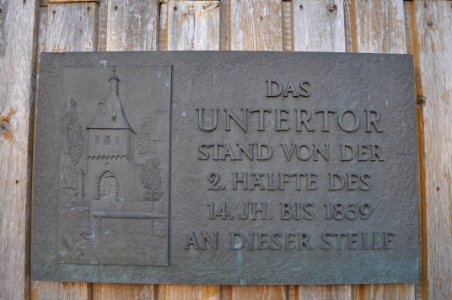 DAS
UNTERTOR
STAND VON DER
2. HÄLFTE DES
14. JH. BIS 1839
AN DIESER STELLE